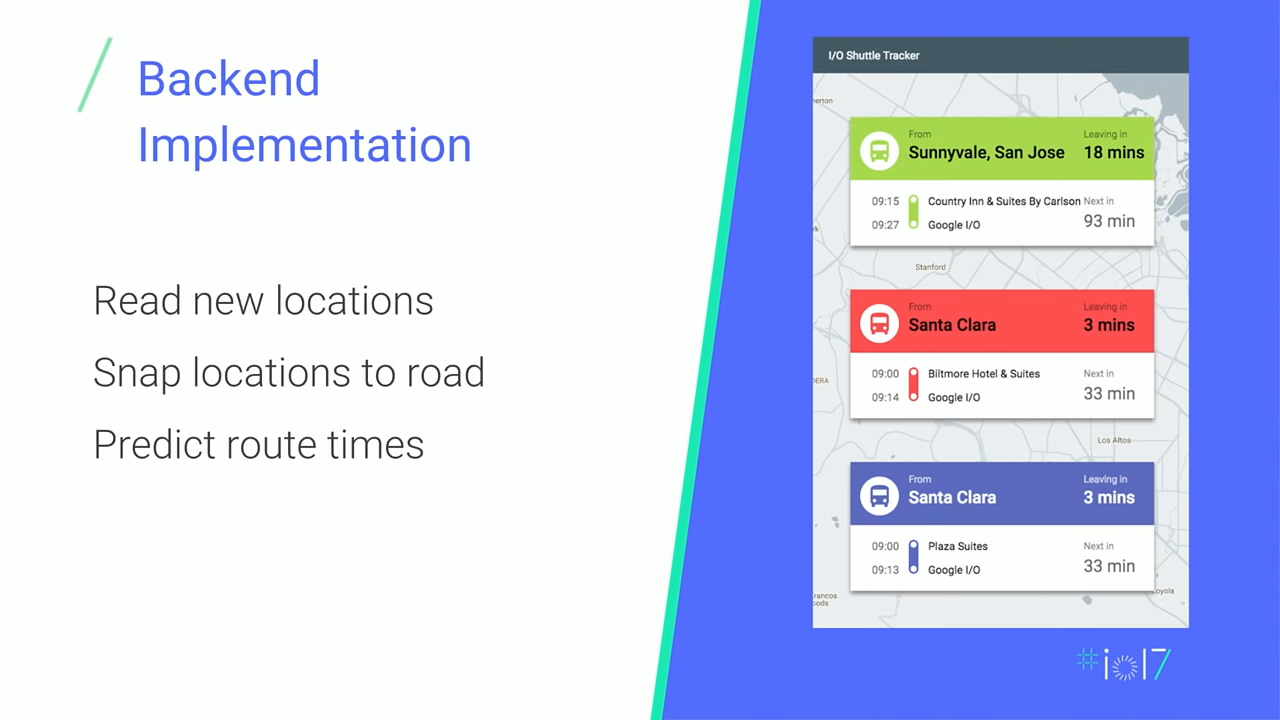 Backend
Implementation
Read new locations
Snap locations to road
Predict route times
I/O Shuttle Tracker
From
Leaving in
Sunnyvale, San Jose
18 mins
09:15
Country Inn & Suites By Carlson
Next in
09:27
Google I/O
93 min
Stanford
From
Leaving in
Santa Clara
3 mins
09:00
Biltmore Hotel & Suites
Next in
09:14
Google I/O
33 min
Los Altos
From
Leaving in
Santa Clara
3 mins
09:00
Plaza Suites
Next in
09:13
Google I/O
33 min
#io17